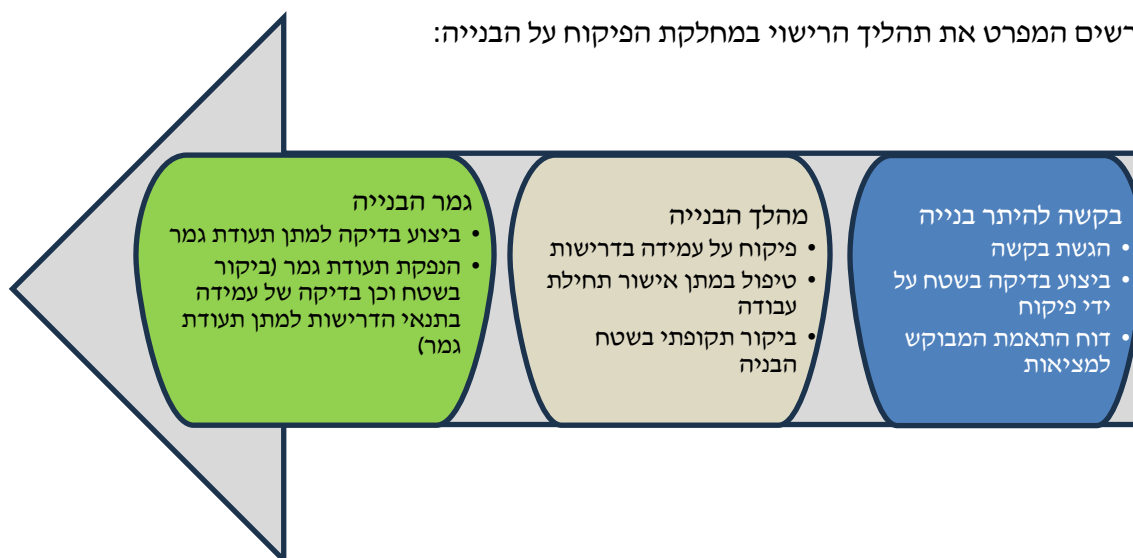 רשים המפרט את תהליך הרישוי במחלקת הפיקוח על הבנייה:
בקשה להיתר בנייה
• הגשת בקשה
• ביצוע בדיקה בשטח על
ידי פיקוח
• דוח התאמת המבוקש
למציאות
מהלך הבנייה
• פיקוח על עמידה בדרישות
• טיפול במתן אישור תחילת
עבודה
• ביקור תקופתי בשטח
הבניה
גמר הבנייה
• ביצוע בדיקה למתן תעודת גמר
• הנפקת תעודת גמר (ביקור
בשטח וכן בדיקה של עמידה
בתנאי הדרישות למתן תעודת
גמר)